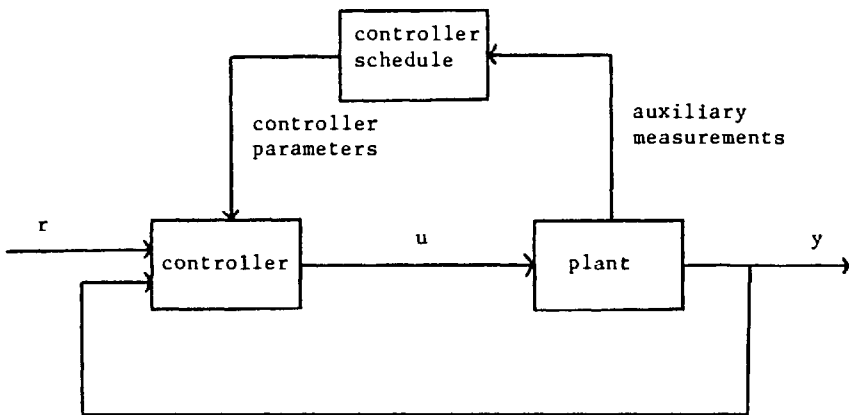 controller
schedule
controller
parameters
auxiliary
measurements
r
controller
u
plant
y